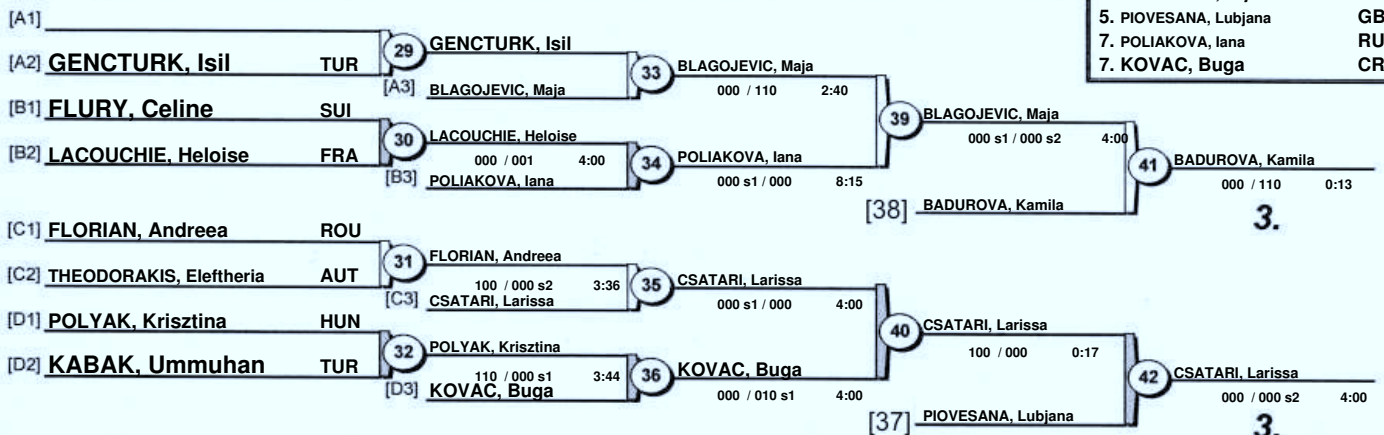 5. PIOVESANA, Lubjana GB
7. POLIAKOVA, Iana RU
7. KOVAC, Buga CR
[A1]
[A2] GENCTURK, Isil TUR
29 GENCTURK, Isil
[A3] BLAGOJEVIC, Maja
33 BLAGOJEVIC, Maja
000 / 110 2:40
[B1] FLURY, Celine SUI
[B2] LACOUCHIE, Heloise FRA
30 LACOUCHIE, Heloise
000 / 001 4:00
[B3] POLIAKOVA, Iana
34 POLIAKOVA, Iana
000 s1 / 000 8:15
39 BLAGOJEVIC, Maja
000 s1 / 000 s2 4:00
[38] BADUROVA, Kamila
41 BADUROVA, Kamila
000 / 110 0:13
3.
[C1] FLORIAN, Andreea ROU
[C2] THEODORAKIS, Eleftheria AUT
31 FLORIAN, Andreea
100 / 000 s2 3:36
[C3] CSATARI, Larissa
35 CSATARI, Larissa
000 s1 / 000 4:00
[D1] POLYAK, Krisztina HUN
[D2] KABAK, Ummuhan TUR
32 POLYAK, Krisztina
110 / 000 s1 3:44
[D3] KOVAC, Buga
36 KOVAC, Buga
000 / 010 s1 4:00
40 CSATARI, Larissa
100 / 000 0:17
[37] PIOVESANA, Lubjana
42 CSATARI, Larissa
000 / 000 s2 4:00
3.